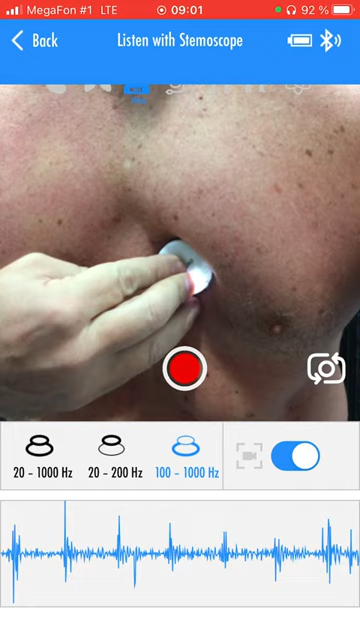 MegaFon #1 LTE 09:01 92 %
Back Listen with Stemoscope
20 – 1000 Hz 20 – 200 Hz 100 – 1000 Hz